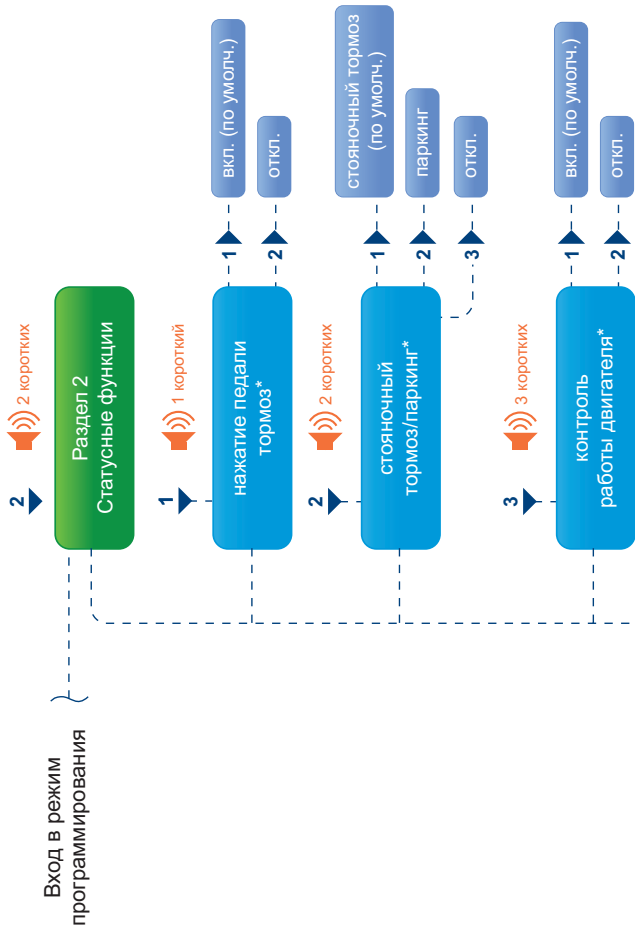 Вход в режим
программирования
2
2 коротких
Раздел 2
Статусные функции
1
1 короткий
нажатие педали
тормоз*
1
вкл. (по умолч.)
2
откл.
2
2 коротких
стояночный
тормоз/паркинг*
1
стояночный тормоз
(по умолч.)
2
паркинг
3
откл.
3
3 коротких
контроль
работы двигателя*
1
вкл. (по умолч.)
2
откл.